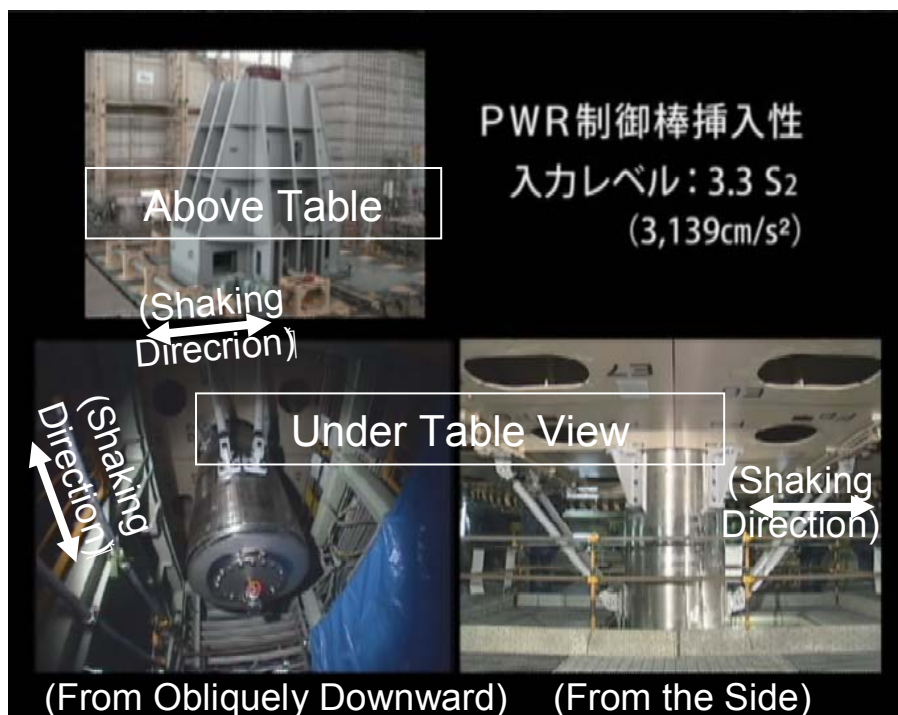 PWR制御棒挿入性
入力レベル：3.3 S₂
(3,139cm/s²)
Above Table
(Shaking
Direcrion)
Under Table View
(Shaking
Direction)
(Shaking
Direction)
(From Obliquely Downward)
(From the Side)